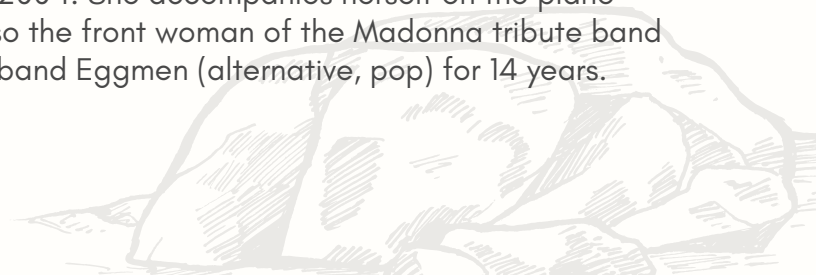 She accompanies herself on the piano
so the front woman of the Madonna tribute band
band Eggmen (alternative, pop) for 14 years.